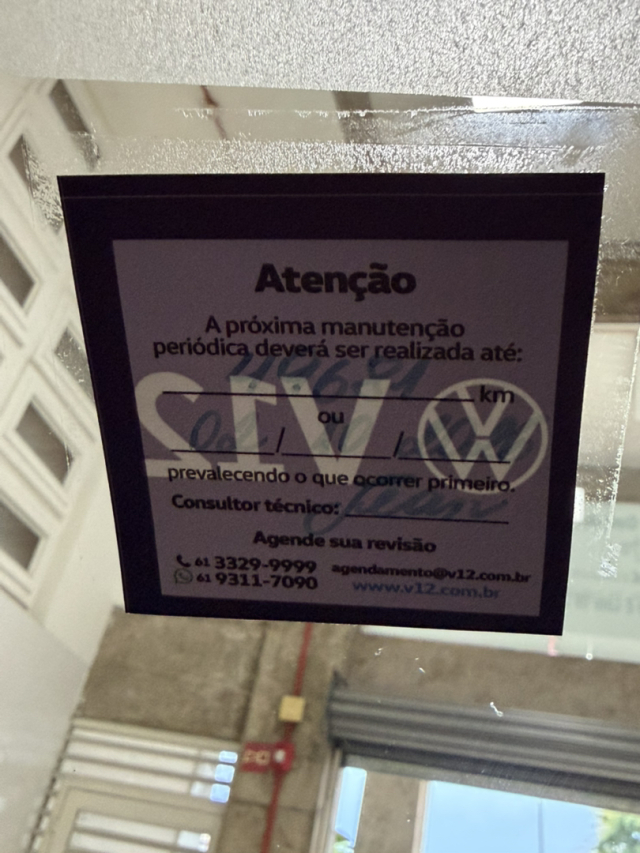 Atenção
A próxima manutenção
periódica deverá ser realizada até:
km
ou
/ /
prevalecendo o que ocorrer primeiro.
Consultor técnico:
Agende sua revisão
61 3329-9999 agendamento@v12.com.br
61 9311-7090 www.v12.com.br
V12